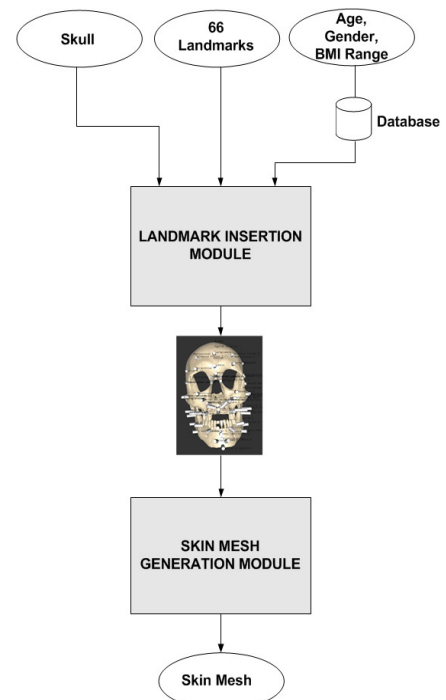 Skull
66
Landmarks
Age,
Gender,
BMI Range
Database
LANDMARK INSERTION
MODULE
SKIN MESH
GENERATION MODULE
Skin Mesh